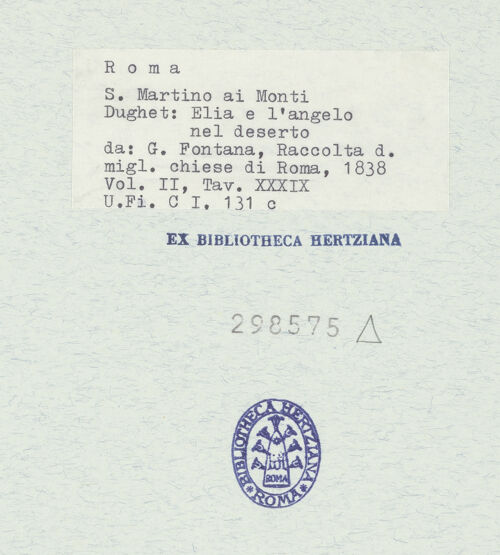 R o m a
S. Martino ai Monti
Dughet: Elia e l'angelo
nel deserto
da: G. Fontana, Raccolta d.
migl. chiese di Roma, 1838
Vol. II, Tav. XXXIX
U.Fi. C I. 131 c
EX BIBLIOTHECA HERTZIANA
298575 △
BIBLIOTHECA HERTZIANA
ROMA
* ROMA *